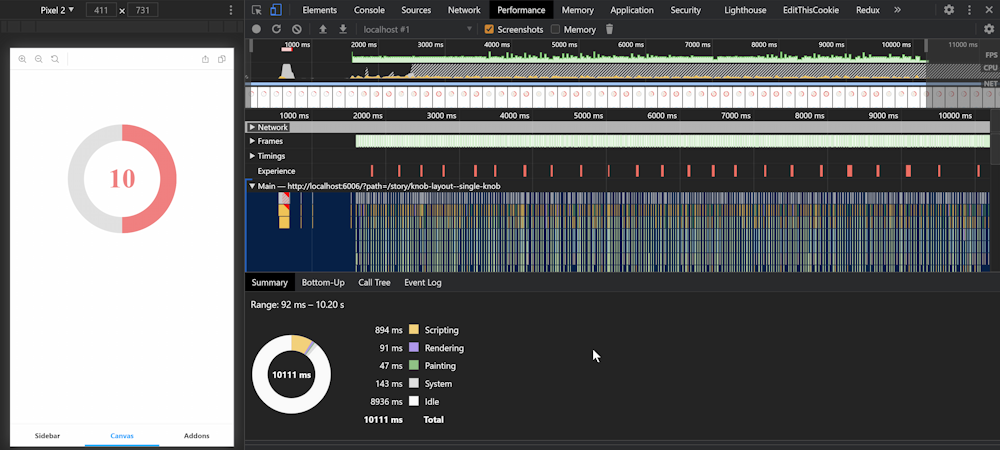 Pixel 2 ▼ 411 × 731
Elements Console Sources Network Performance Memory Application Security Lighthouse EditThisCookie Redux »
localhost #1 Screenshots Memory
1000 ms 2000 ms 3000 ms 4000 ms 5000 ms 6000 ms 7000 ms 8000 ms 9000 ms 10000 ms 11000 ms
FPS
CPU
NET
1000 ms 2000 ms 3000 ms 4000 ms 5000 ms 6000 ms 7000 ms 8000 ms 9000 ms 10000 ms
Network
Frames
Timings
Experience
Main — http://localhost:6006/?path=/story/knob-layout--single-knob
10
Summary Bottom-Up Call Tree Event Log
Range: 92 ms – 10.20 s
894 ms Scripting
91 ms Rendering
47 ms Painting
143 ms System
8936 ms Idle
10111 ms Total
10111 ms
Sidebar Canvas Addons